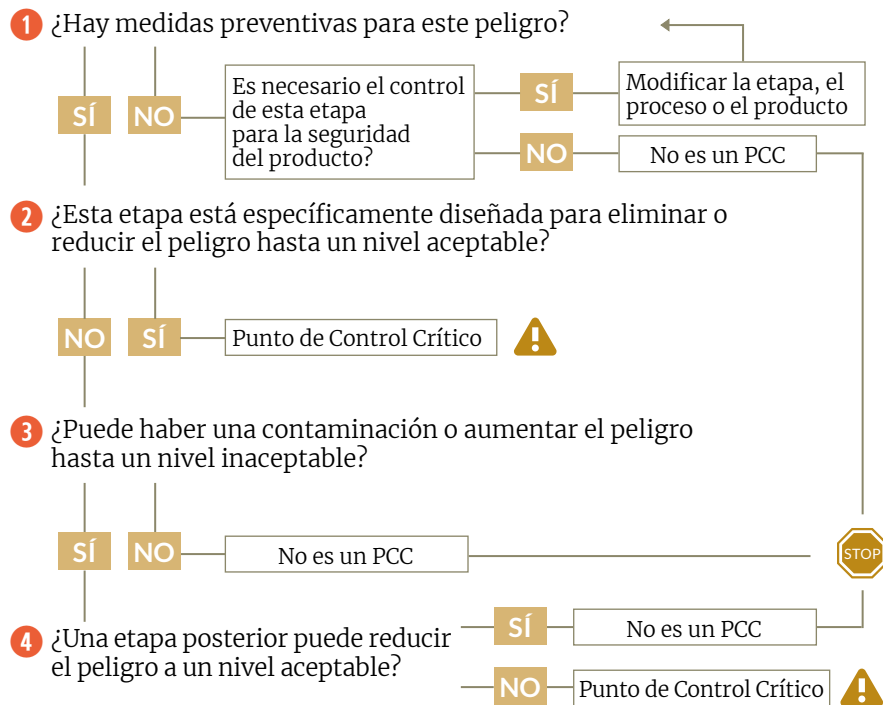 1 ¿Hay medidas preventivas para este peligro?
SÍ
NO
Es necesario el control
de esta etapa
para la seguridad
del producto?
SÍ
Modificar la etapa, el
proceso o el producto
NO
No es un PCC
2 ¿Esta etapa está específicamente diseñada para eliminar o
reducir el peligro hasta un nivel aceptable?
NO
SÍ
Punto de Control Crítico
3 ¿Puede haber una contaminación o aumentar el peligro
hasta un nivel inaceptable?
SÍ
NO
No es un PCC
STOP
4 ¿Una etapa posterior puede reducir
el peligro a un nivel aceptable?
SÍ
No es un PCC
NO
Punto de Control Crítico